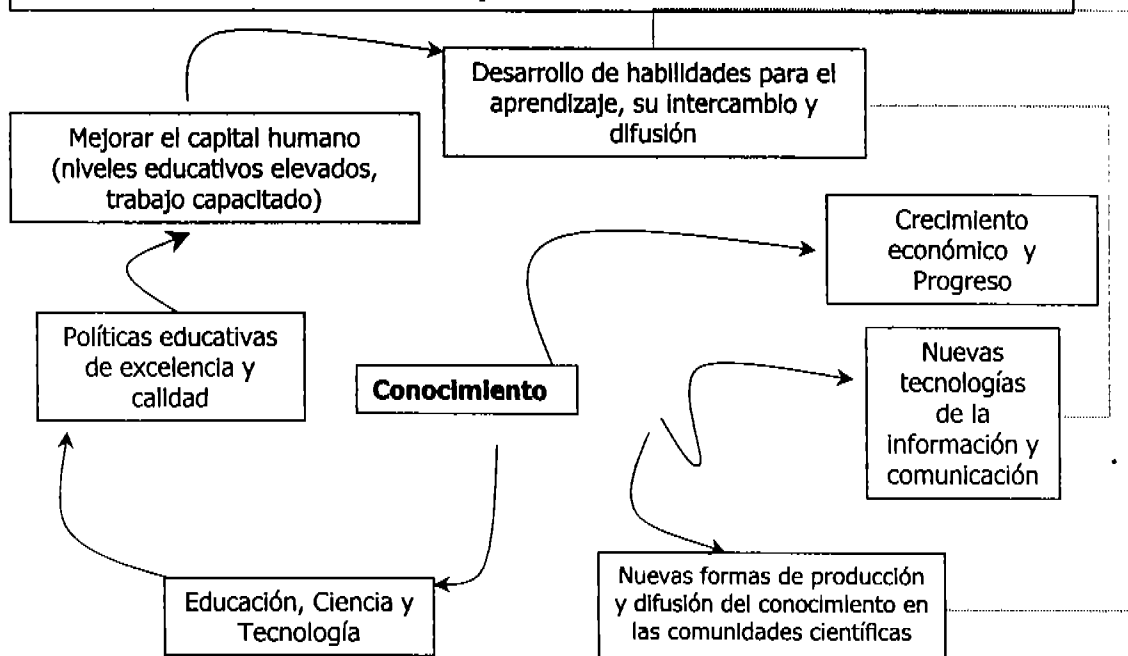 Desarrollo de habilidades para el
aprendizaje, su intercambio y
difusión
Mejorar el capital humano
(niveles educativos elevados,
trabajo capacitado)
Crecimiento
económico y
Progreso
Políticas educativas
de excelencia y
calidad
Conocimiento
Nuevas
tecnologías
de la
información y
comunicación
Educación, Ciencia y
Tecnología
Nuevas formas de producción
y difusión del conocimiento en
las comunidades científicas